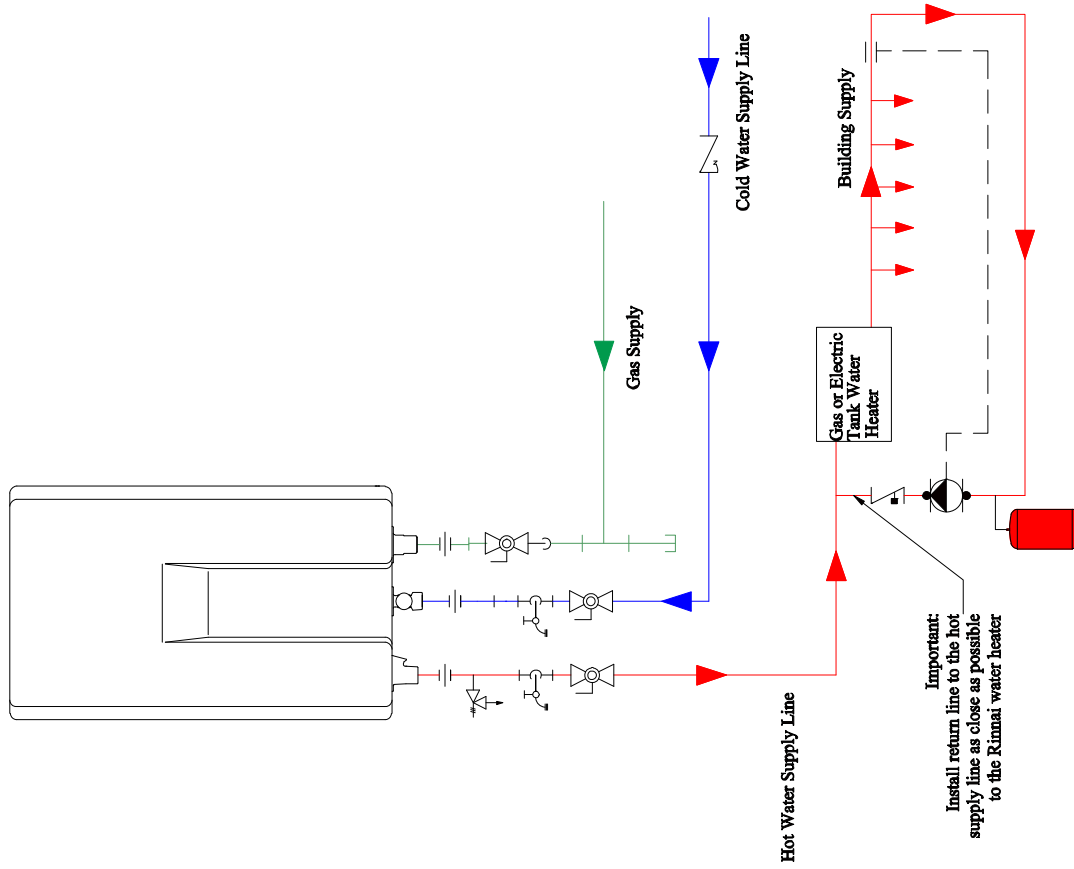 Cold Water Supply Line
Building Supply
Gas Supply
Gas or Electric
Tank Water
Heater
Hot Water Supply Line
Important:
Install return line to the hot
supply line as close as possible
to the Rinnai water heater